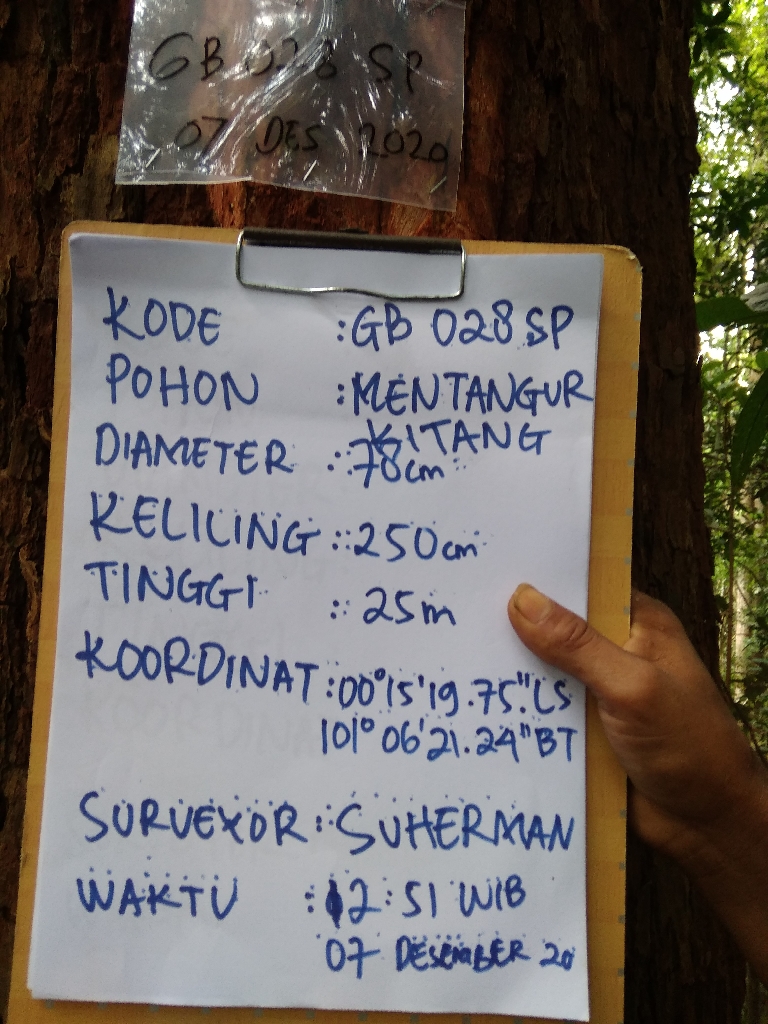 GB 028 SP
07 DES 2020
KODE : GB 028 SP
POHON : MENTANGUR
KITANG
DIAMETER : 78cm
KELILING : 250cm
TINGGI : 25m
KOORDINAT : 00°15'19.75" LS
101° 06'21.24" BT
SURVEYOR : SUHERMAN
WAKTU : 12:51 WIB
07 DESEMBER 20